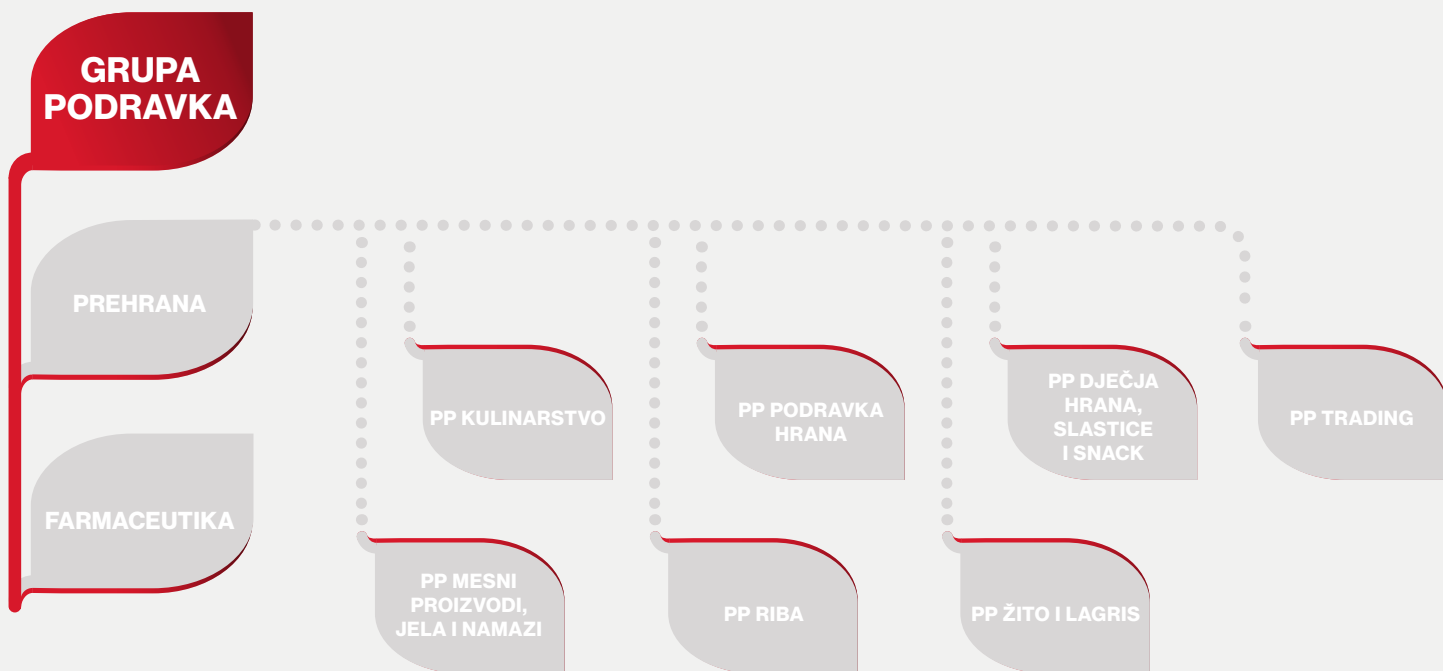 GRUPA
PODRAVKA
PREHRANA
FARMACEUTIKA
PP KULINARSTVO
PP PODRAVKA
HRANA
PP DJEČJA
HRANA,
SLASTICE
I SNACK
PP TRADING
PP MESNI
PROIZVODI,
JELA I NAMAZI
PP RIBA
PP ŽITO I LAGRIS